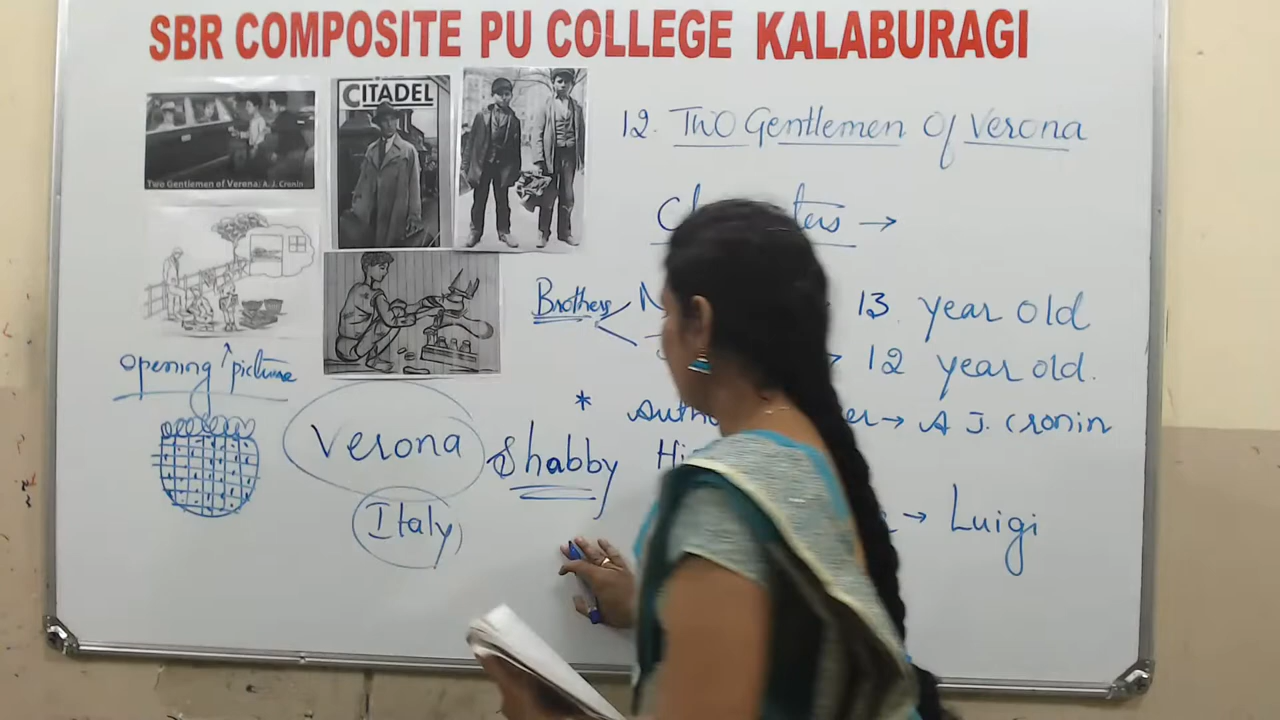 SBR COMPOSITE PU COLLEGE KALABURAGI
CITADEL
Two Gentlemen of Verona: A. J. Cronin
12. Two Gentlemen Of Verona
→
Brothers
13 year old
12 year old.
opening picture
* → A J. Cronin
Verona
Shabby
Italy
→ Luigi